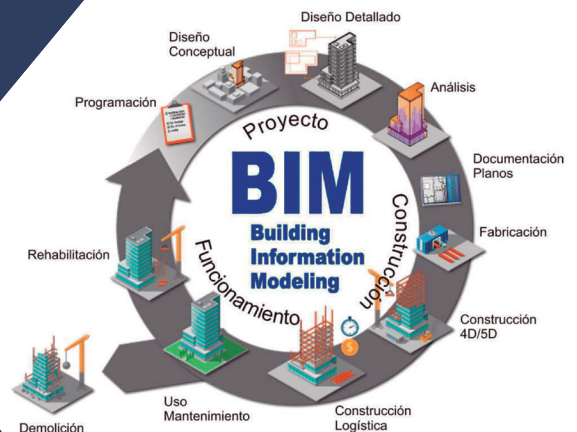 Diseño Detallado
Diseño
Conceptual
Análisis
Programación
Proyecto
BIM
Building
Information
Modeling
Construcción
Funcionamiento
Documentación
Planos
Fabricación
Rehabilitación
Construcción
4D/5D
Uso
Mantenimiento
Construcción
Logística
Demolición